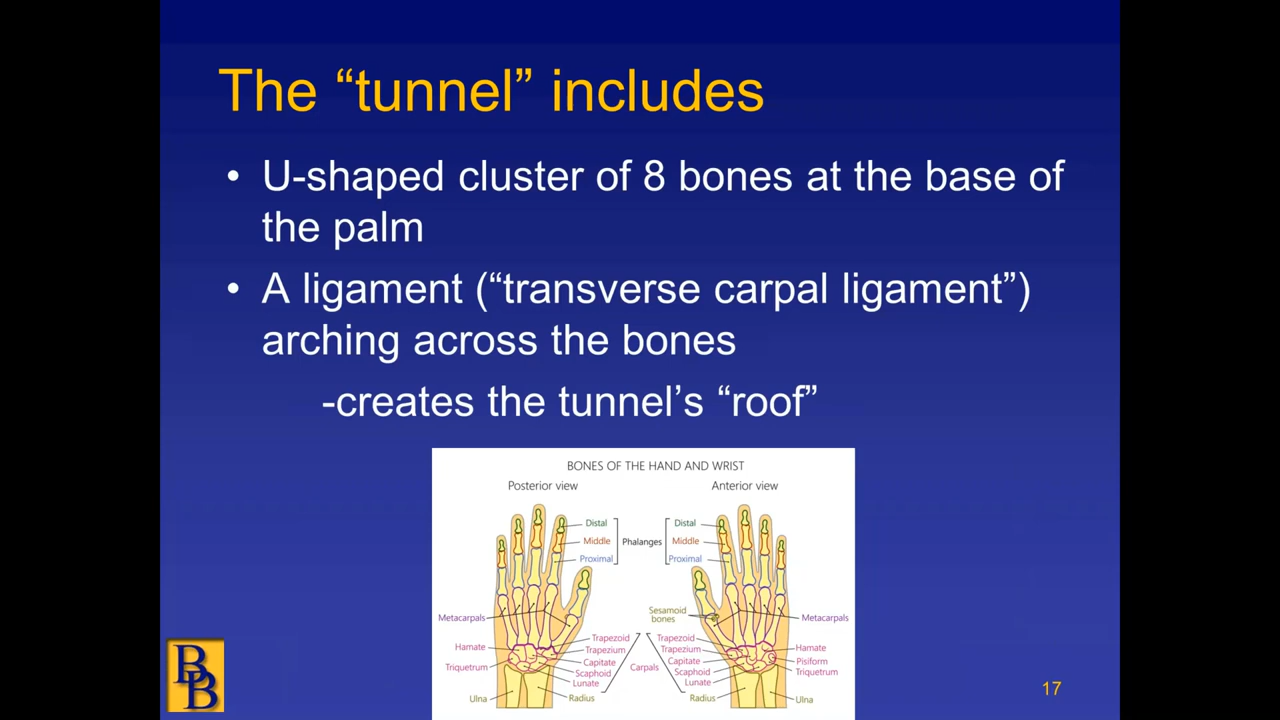 The “tunnel” includes
• U-shaped cluster of 8 bones at the base of
the palm
• A ligament (“transverse carpal ligament”)
arching across the bones
-creates the tunnel’s “roof”
BONES OF THE HAND AND WRIST
Posterior view
Anterior view
Distal
Middle
Proximal
Phalanges
Distal
Middle
Proximal
Metacarpals
Hamate
Triquetrum
Ulna
Trapezoid
Trapezium
Capitate
Scaphoid
Lunate
Radius
Carpals
Sesamoid
bones
Trapezoid
Trapezium
Capitate
Scaphoid
Lunate
Radius
Metacarpals
Hamate
Pisiform
Triquetrum
Ulna
BB
17